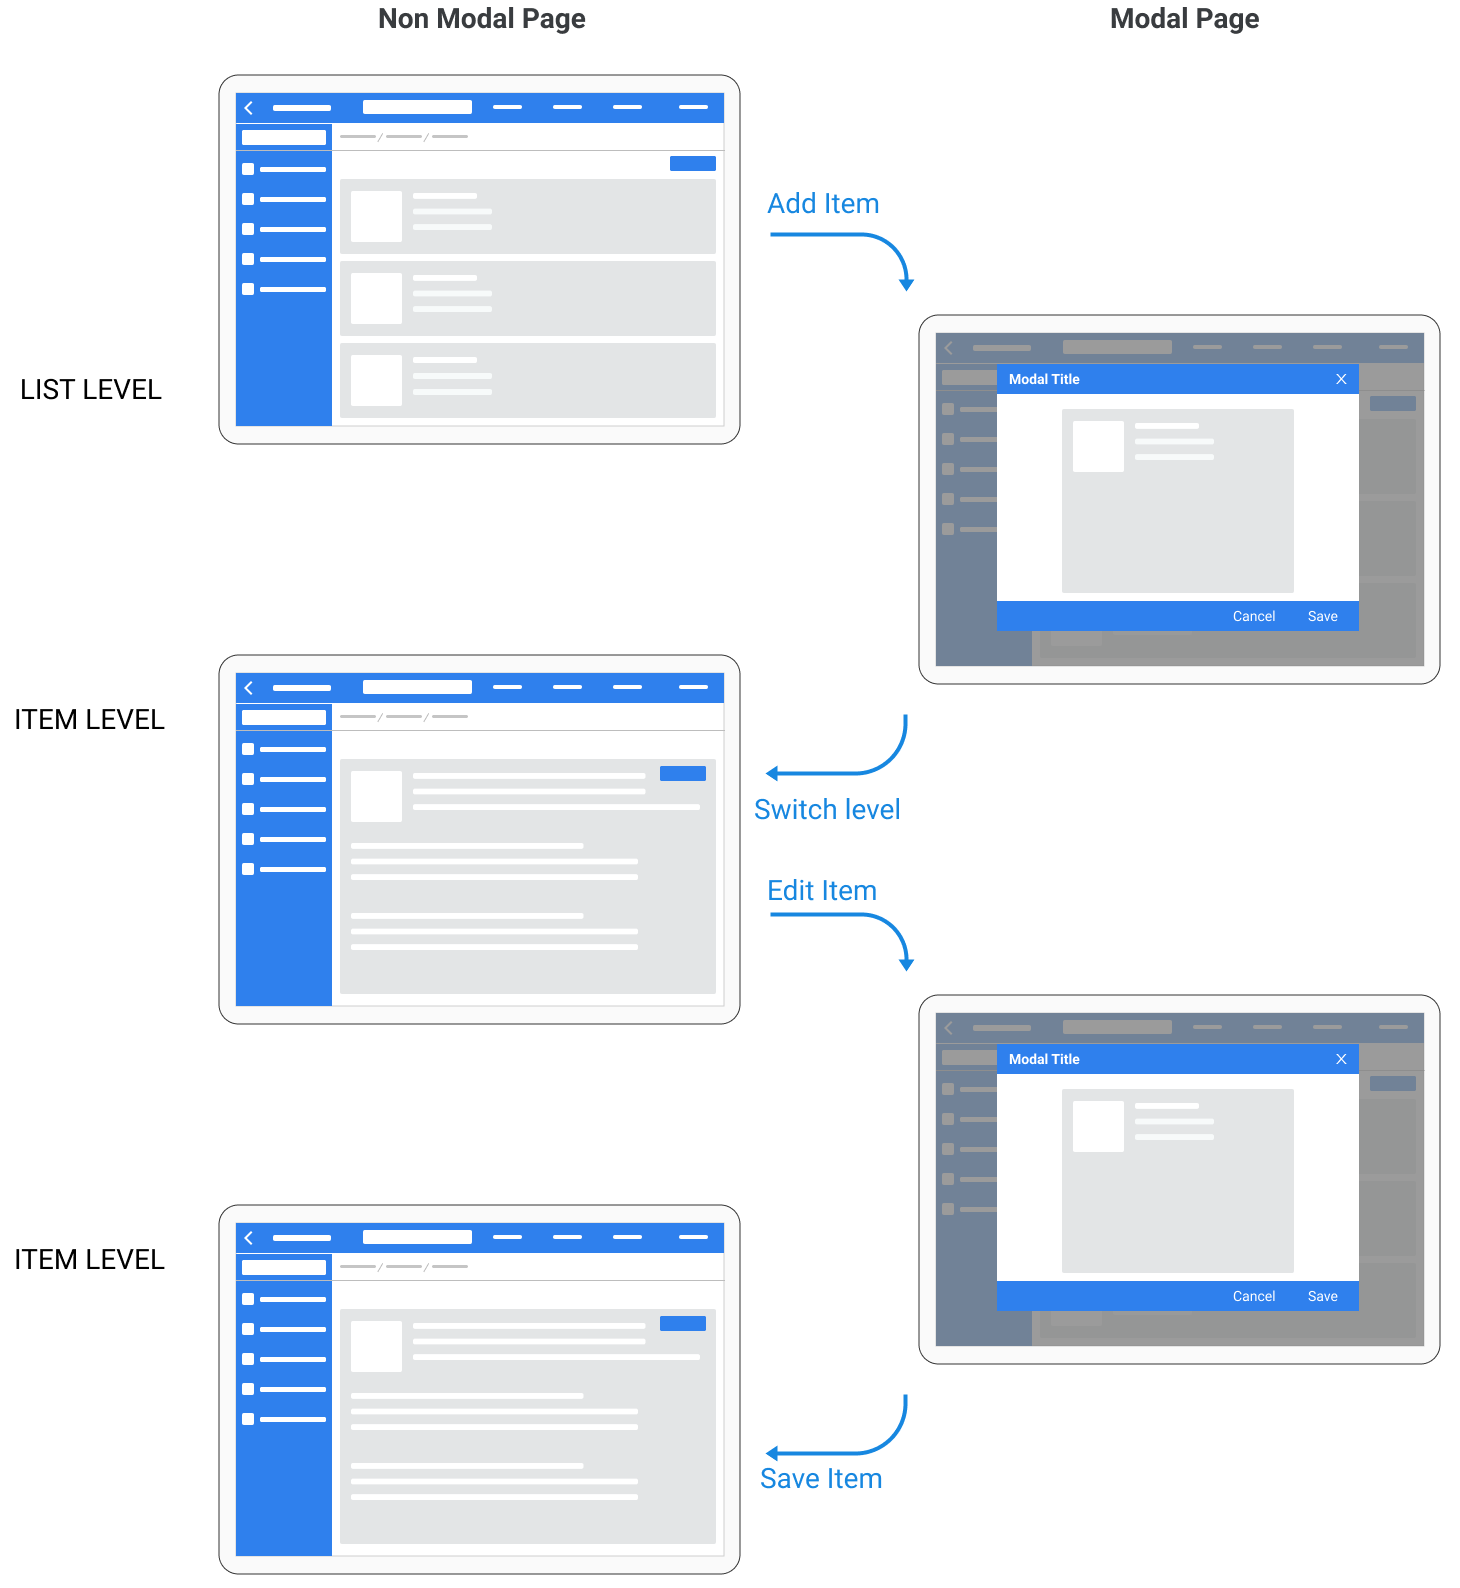 Non Modal Page
Modal Page
Add Item
LIST LEVEL
Modal Title X
Cancel Save
ITEM LEVEL
Switch level
Edit Item
Modal Title X
ITEM LEVEL
Cancel Save
Save Item